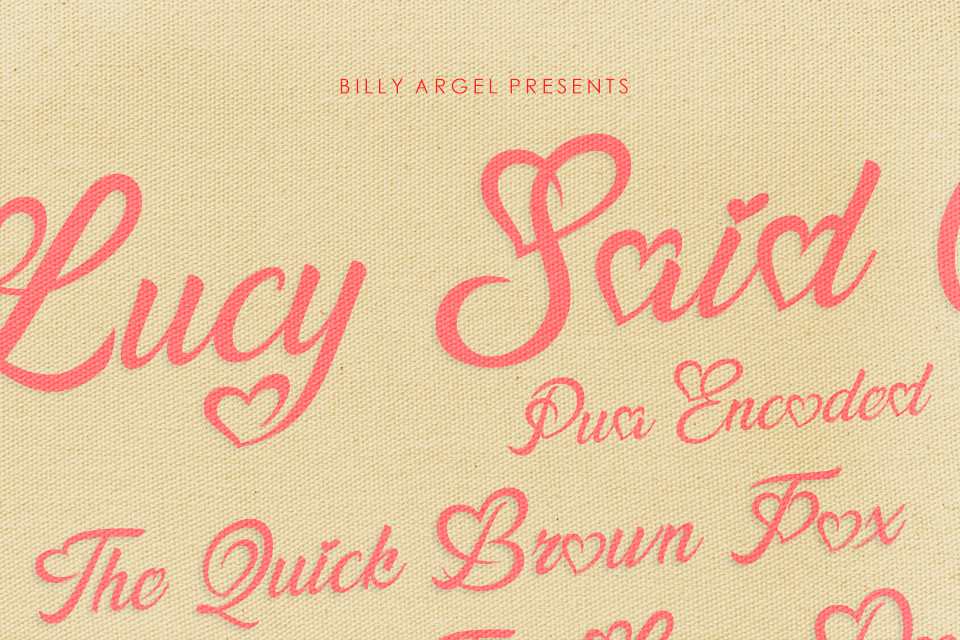 BILLY ARGEL PRESENTS
Lucy Said
Pua Encoded
The Quick Brown Fox